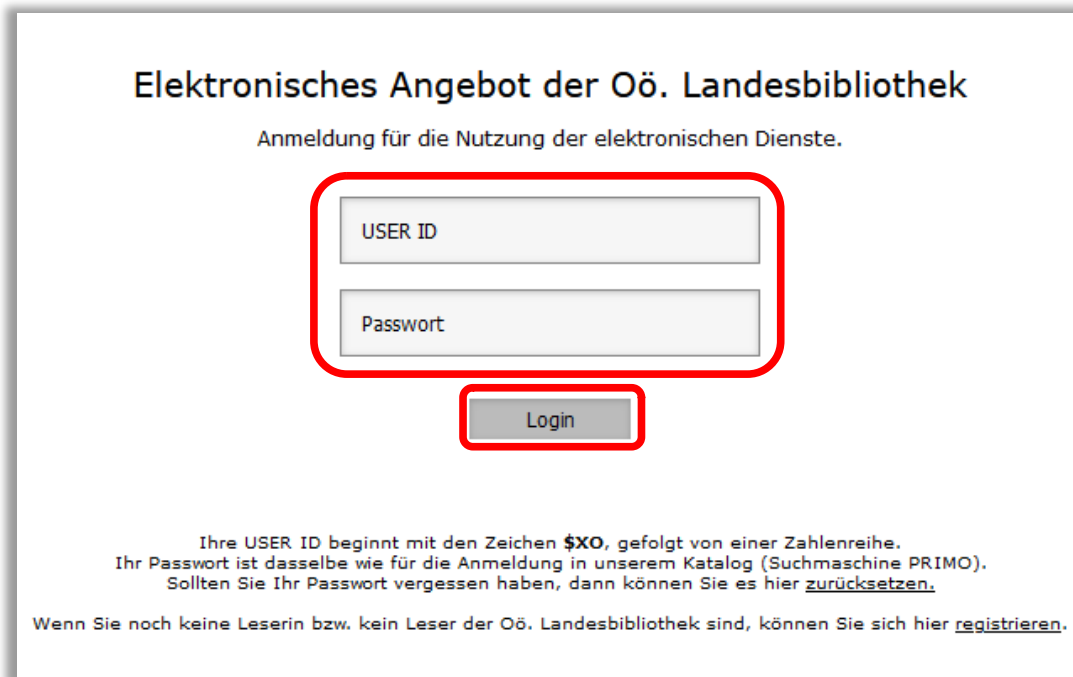 Elektronisches Angebot der Oö. Landesbibliothek
Anmeldung für die Nutzung der elektronischen Dienste.
USER ID
Passwort
Login
Ihre USER ID beginnt mit den Zeichen $XO, gefolgt von einer Zahlenreihe.
Ihr Passwort ist dasselbe wie für die Anmeldung in unserem Katalog (Suchmaschine PRIMO).
Sollten Sie Ihr Passwort vergessen haben, dann können Sie es hier zurücksetzen.
Wenn Sie noch keine Leserin bzw. kein Leser der Oö. Landesbibliothek sind, können Sie sich hier registrieren.